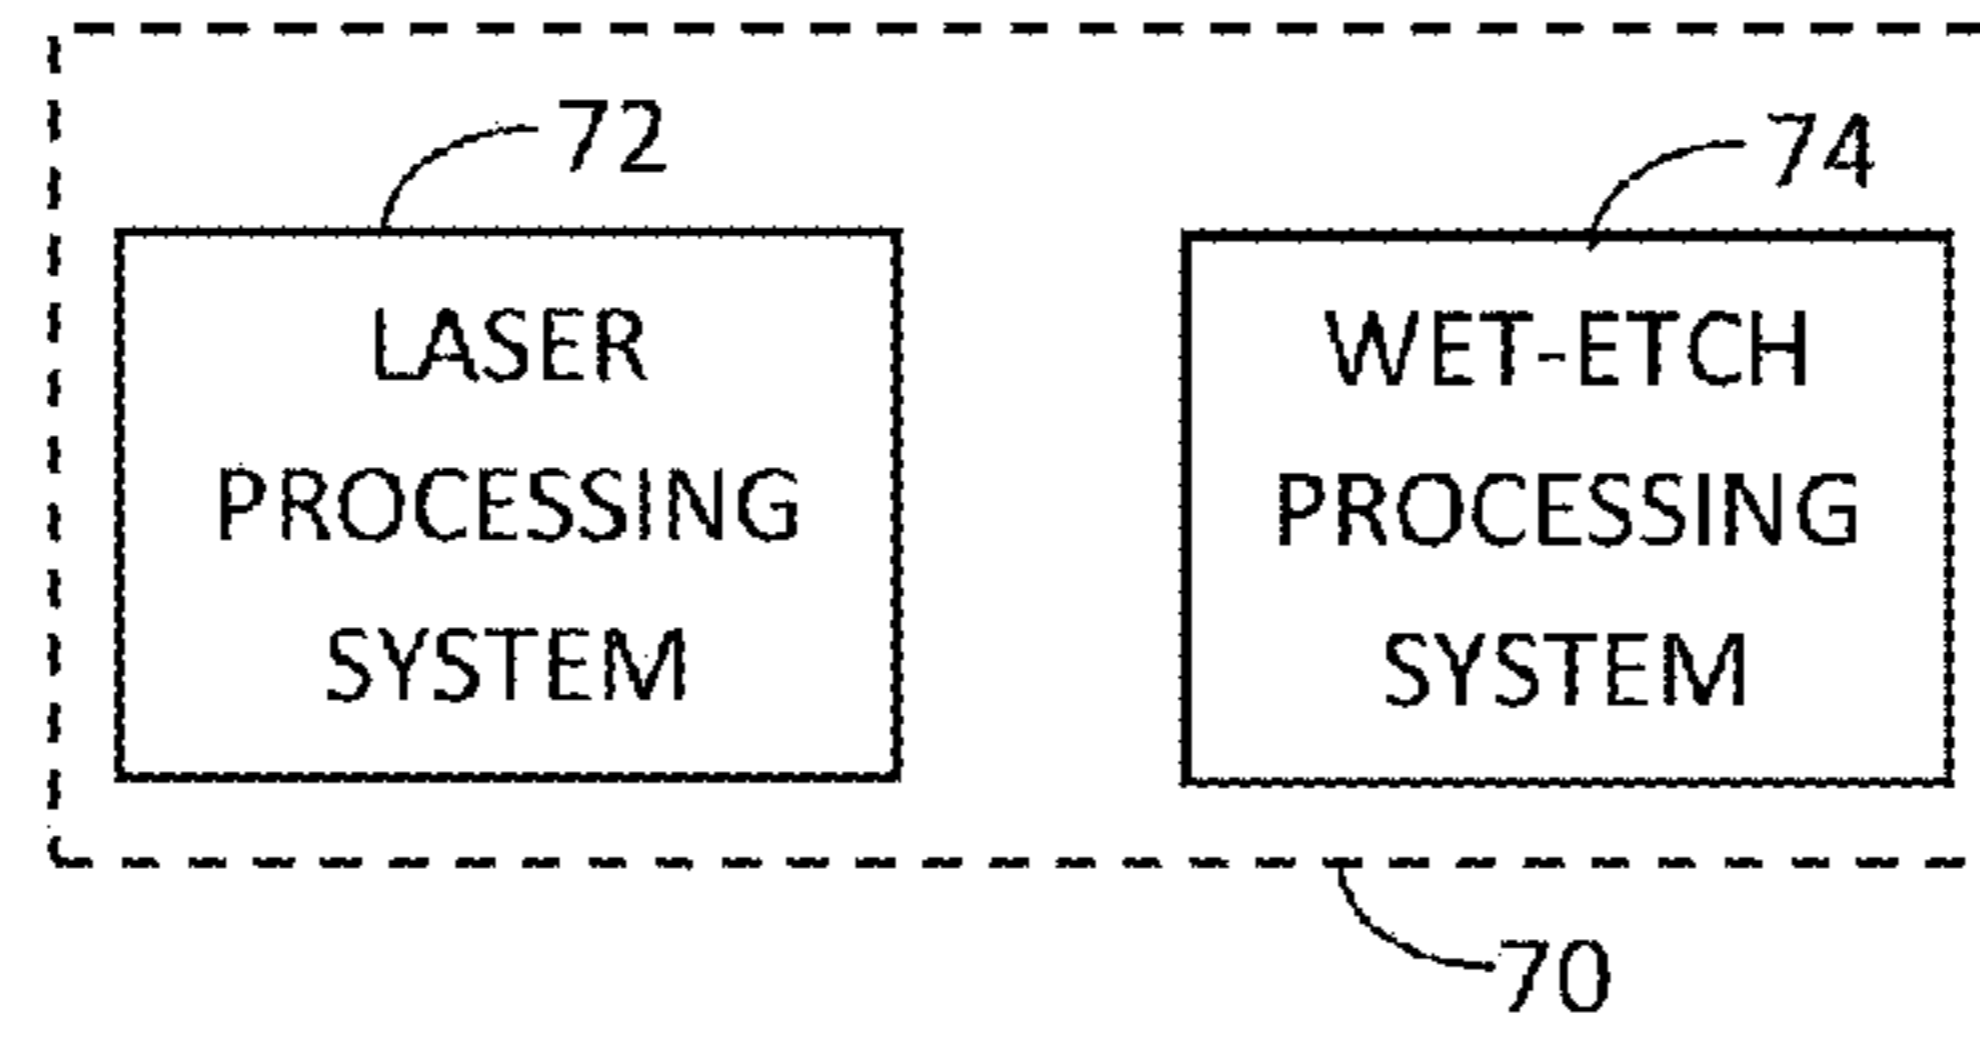 72
74
LASER
PROCESSING
SYSTEM
WET-ETCH
PROCESSING
SYSTEM
70